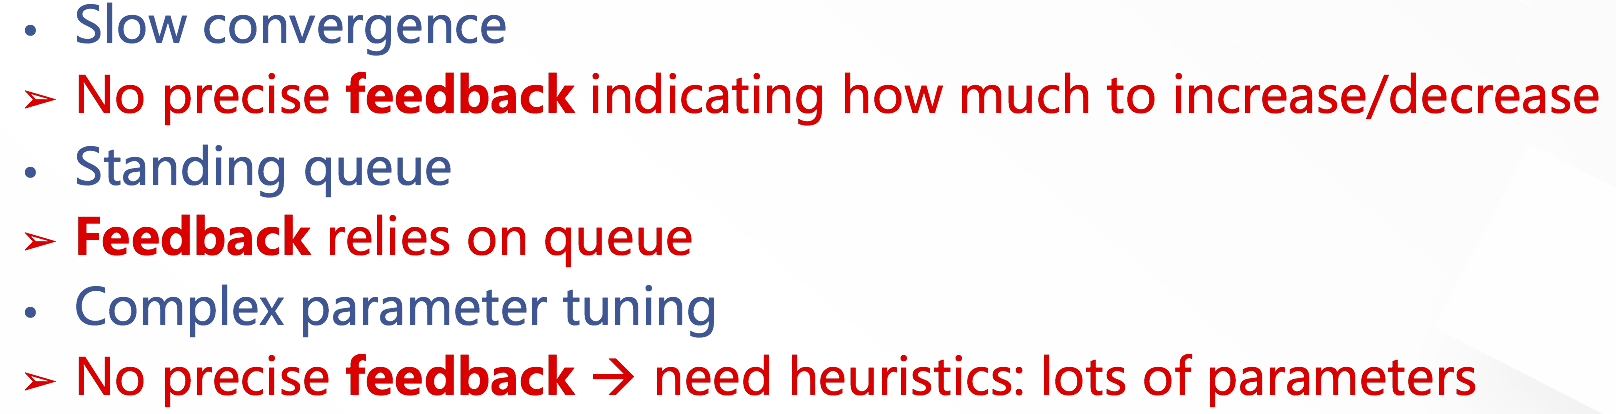 • Slow convergence
➢ No precise feedback indicating how much to increase/decrease
• Standing queue
➢ Feedback relies on queue
• Complex parameter tuning
➢ No precise feedback → need heuristics: lots of parameters